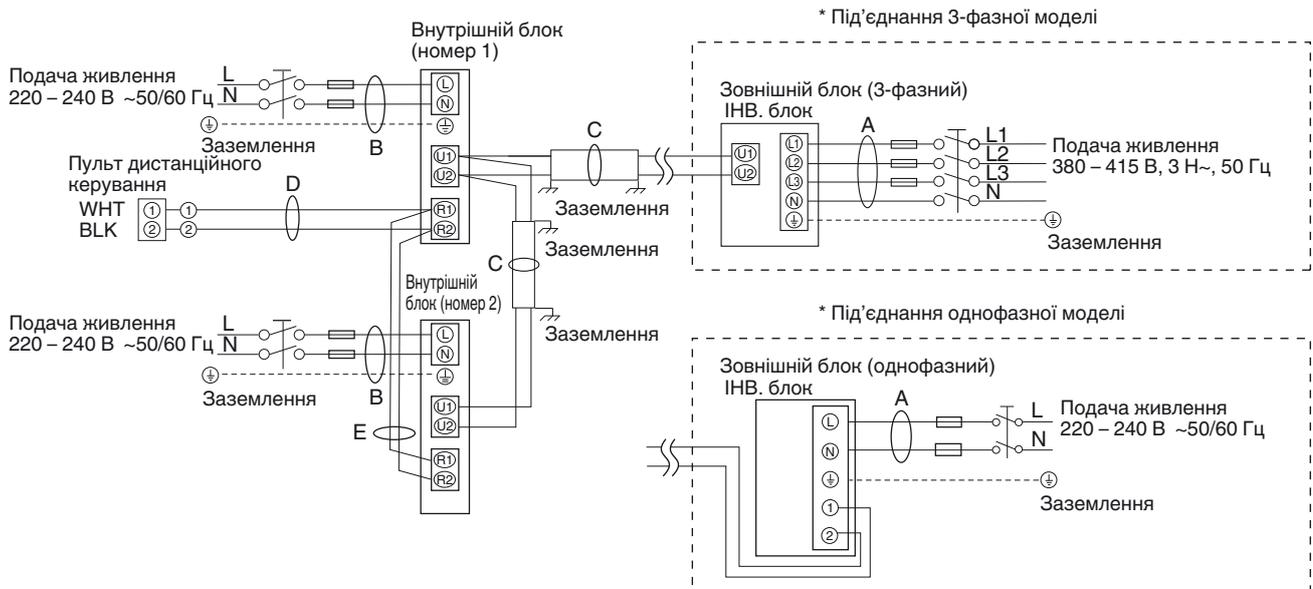 * Під'єднання 3-фазної моделі
Внутрішній блок
(номер 1)
Подача живлення
220 – 240 В ~50/60 Гц
L
N
Заземлення
B
L
N
U1
U2
R1
R2
Пульт дистанційного
керування
WHT
BLK
1
2
1
2
D
C
Заземлення
Зовнішній блок (3-фазний)
ІНВ. блок
U1
U2
L1
L2
L3
N
A
L1
L2
L3
N
Подача живлення
380 – 415 В, 3 Н~, 50 Гц
Заземлення
C
Заземлення
Заземлення
Внутрішній
блок (номер 2)
Подача живлення
220 – 240 В ~50/60 Гц
L
N
Заземлення
B
L
N
U1
U2
R1
R2
E
* Під'єднання однофазної моделі
Зовнішній блок (однофазний)
ІНВ. блок
L
N
1
2
A
L
N
Подача живлення
220 – 240 В ~50/60 Гц
Заземлення